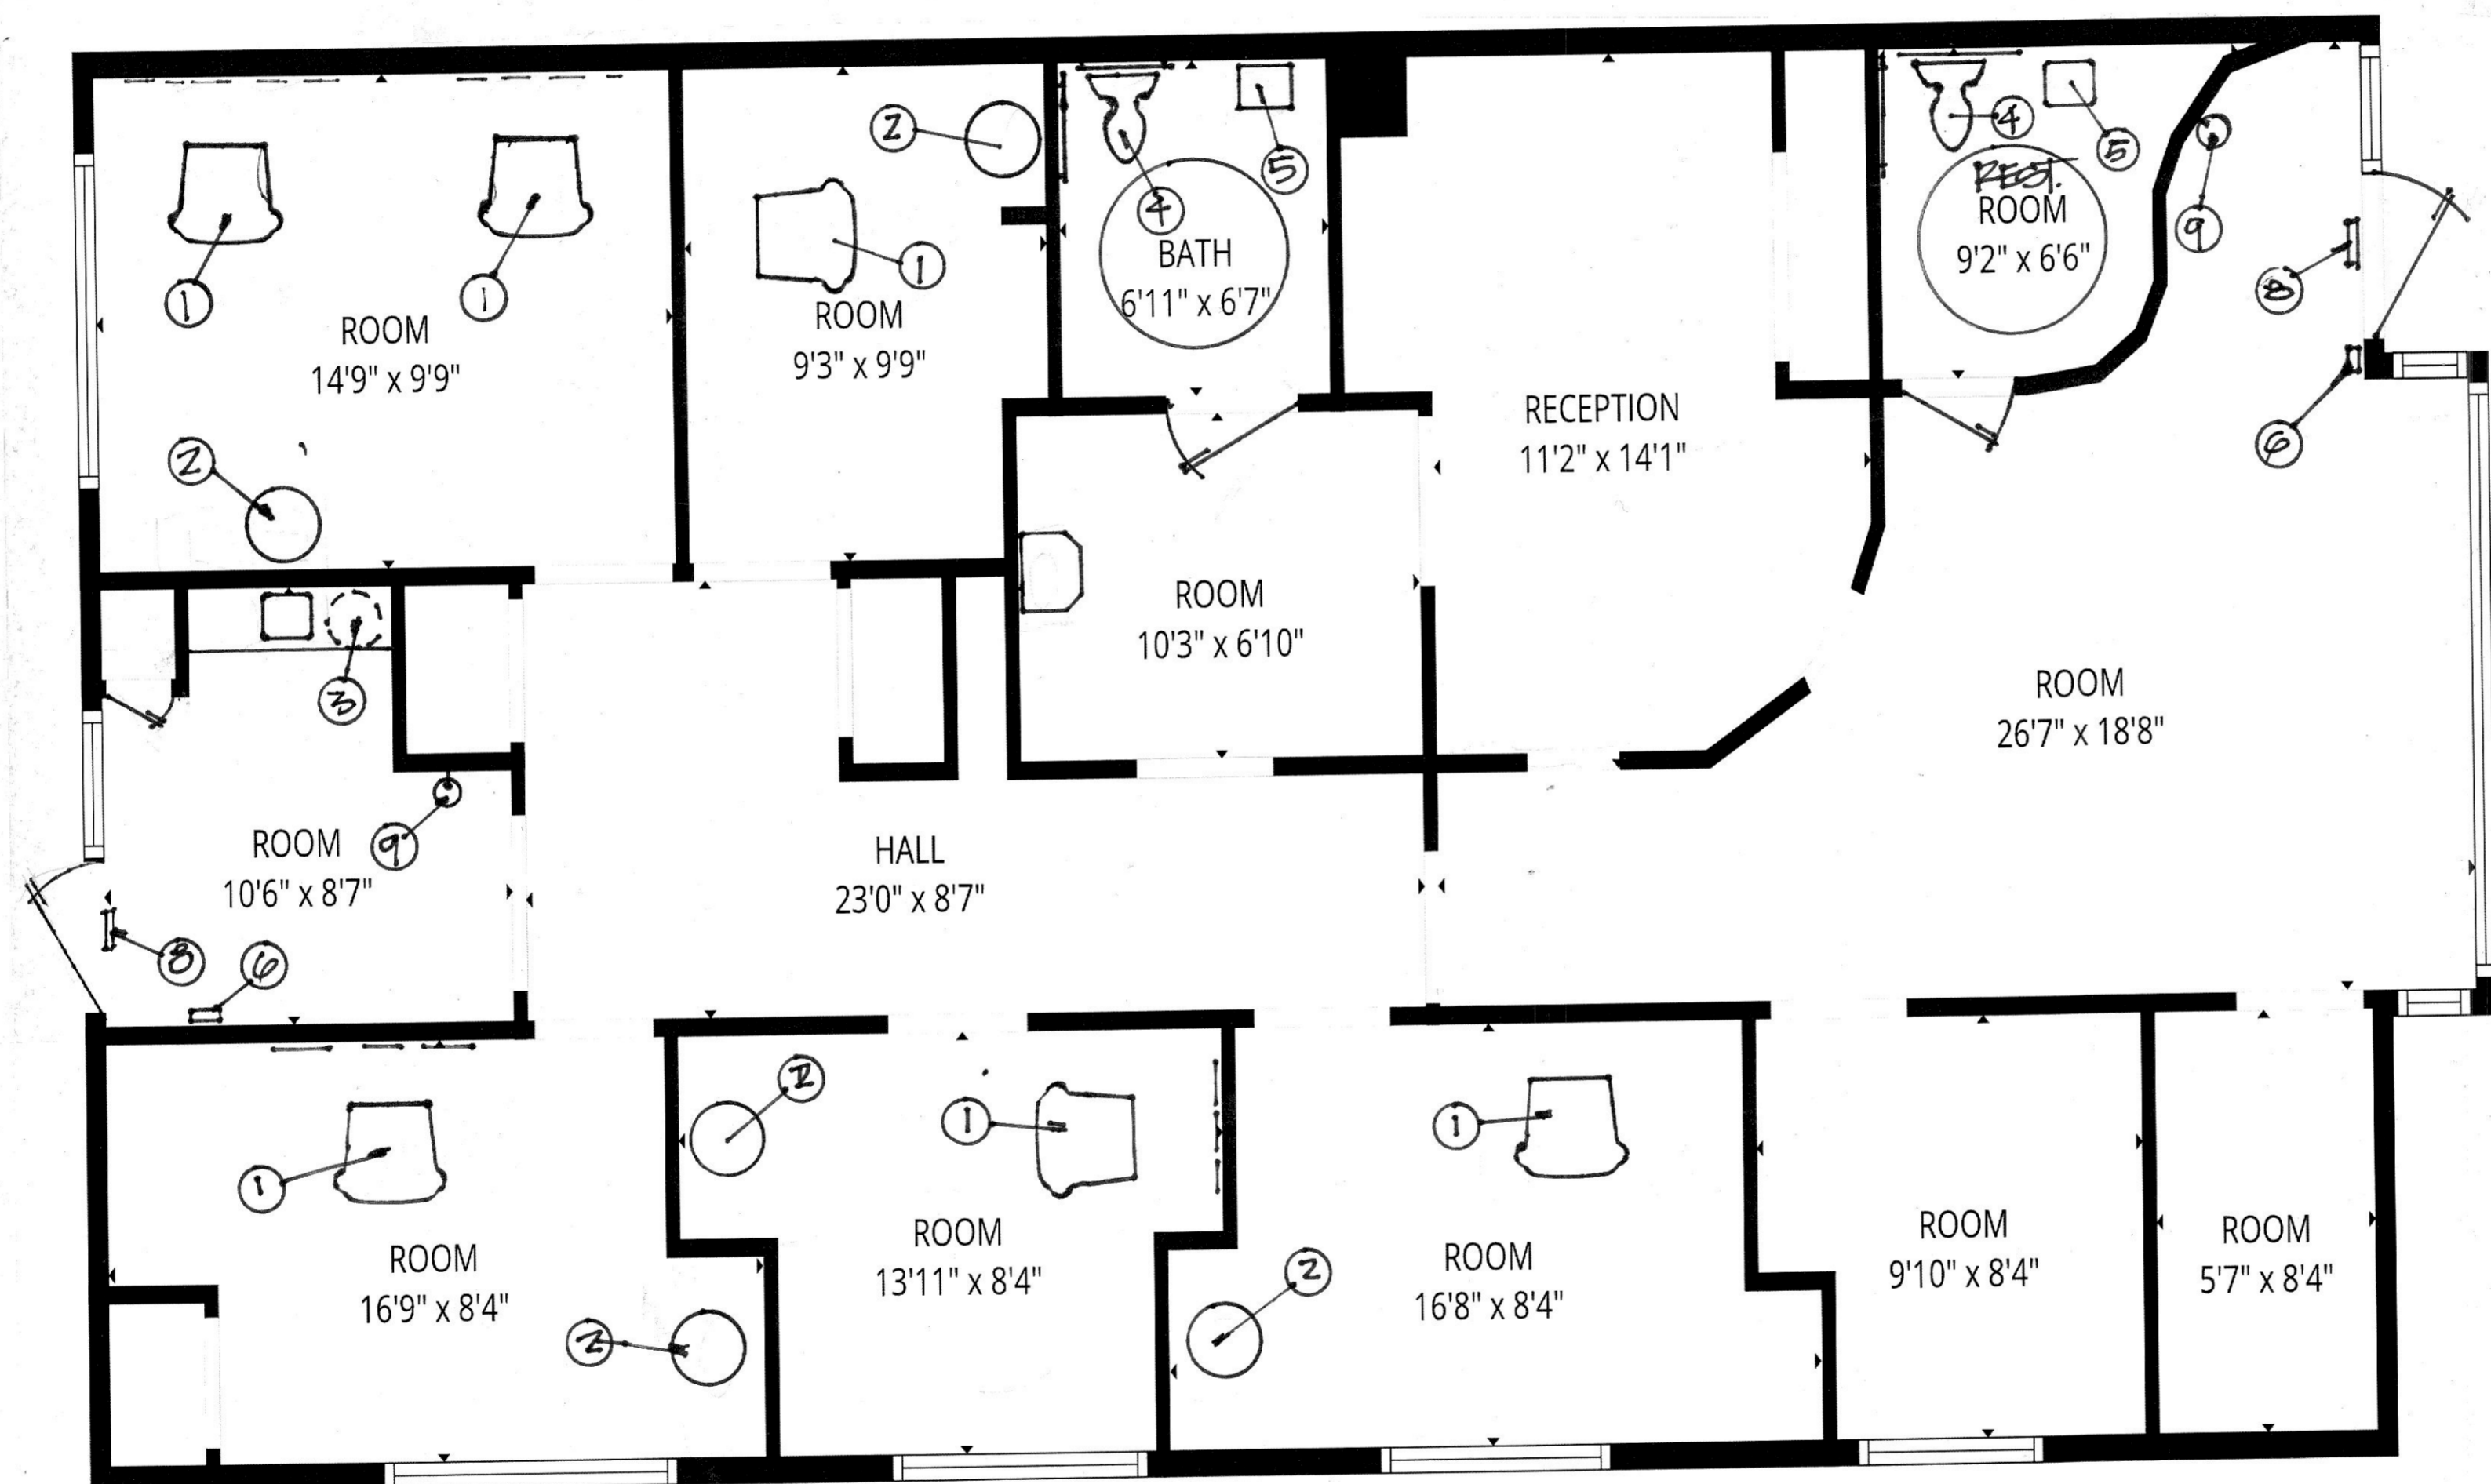 2
4
5
4
5
REST.
ROOM
9'2" x 6'6"
9
8
1
1
ROOM
14'9" x 9'9"
1
ROOM
9'3" x 9'9"
BATH
6'11" x 6'7"
RECEPTION
11'2" x 14'1"
6
2
3
ROOM
10'3" x 6'10"
ROOM
26'7" x 18'8"
9
ROOM
10'6" x 8'7"
HALL
23'0" x 8'7"
8
6
1
ROOM
16'9" x 8'4"
2
2
1
ROOM
13'11" x 8'4"
1
2
ROOM
16'8" x 8'4"
ROOM
9'10" x 8'4"
ROOM
5'7" x 8'4"